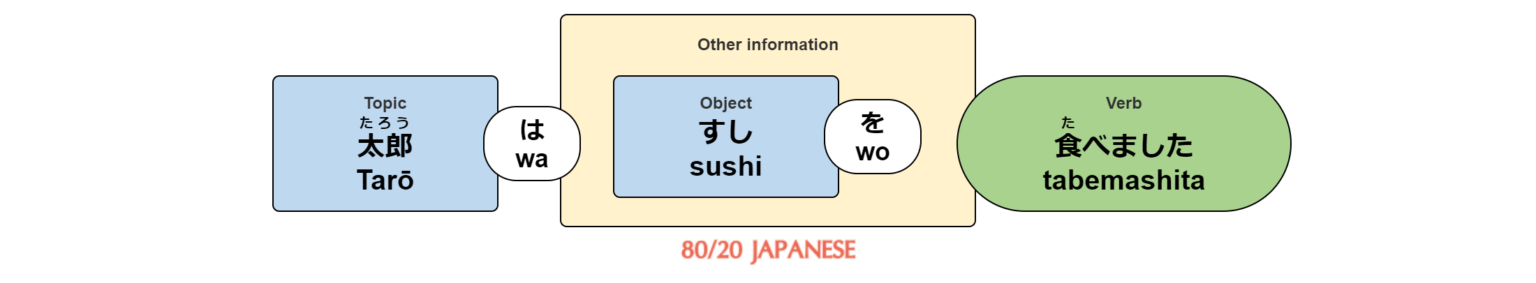 Other information
Topic
たろう
太郎
Tarō
は
wa
Object
すし
sushi
を
wo
Verb
た
食べました
tabemashita
80/20 JAPANESE